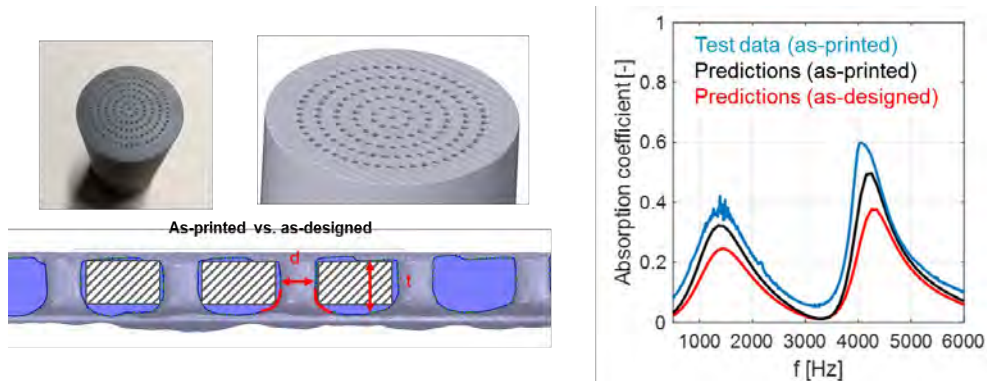 As-printed vs. as-designed
d
t
Test data (as-printed)
Predictions (as-printed)
Predictions (as-designed)
Absorption coefficient [-]
1
0.8
0.6
0.4
0.2
0
1000 2000 3000 4000 5000 6000
f [Hz]